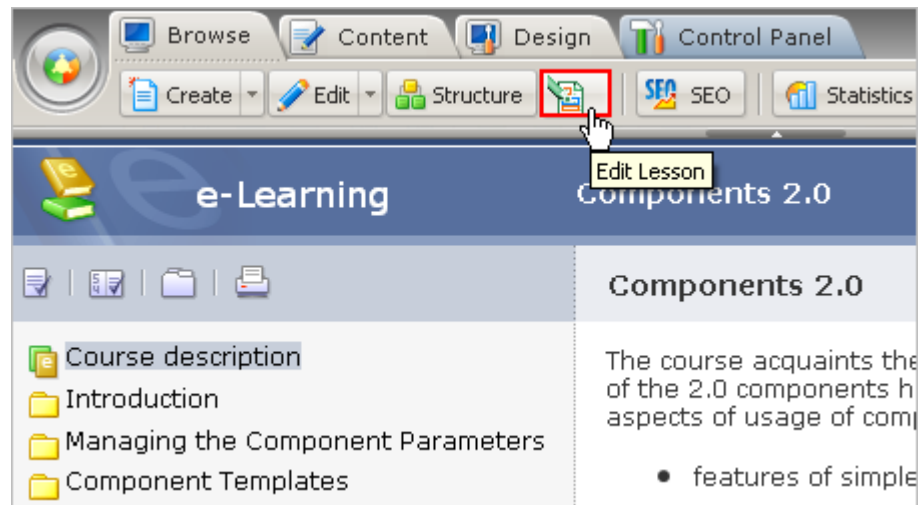 Browse Content Design Control Panel
Create Edit Structure SEO SEO Statistics
Edit Lesson
e-Learning Components 2.0
Components 2.0
Course description
Introduction
Managing the Component Parameters
Component Templates
The course acquaints the
of the 2.0 components h
aspects of usage of com
• features of simple